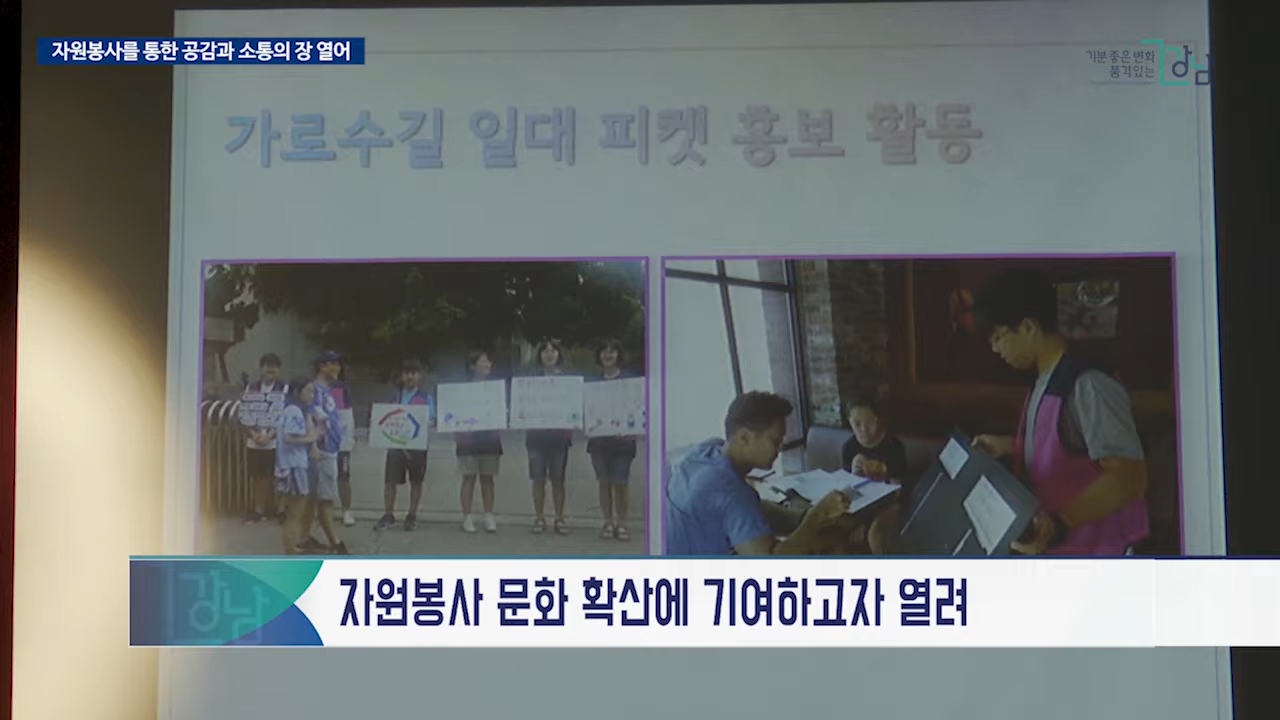 자원봉사를 통한 공감과 소통의 장 열어
기분 좋은 변화
품격있는
강남
가로수길 일대 피켓 홍보 활동
강남
자원봉사 문화 확산에 기여하고자 열려